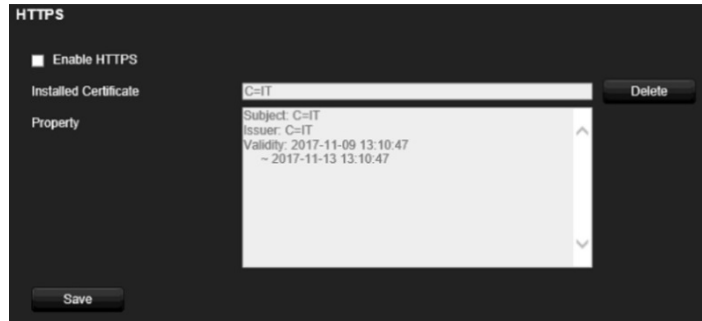 HTTPS
Enable HTTPS
Installed Certificate C=IT Delete
Property
Subject: C=IT
Issuer: C=IT
Validity: 2017-11-09 13:10:47
~ 2017-11-13 13:10:47
Save